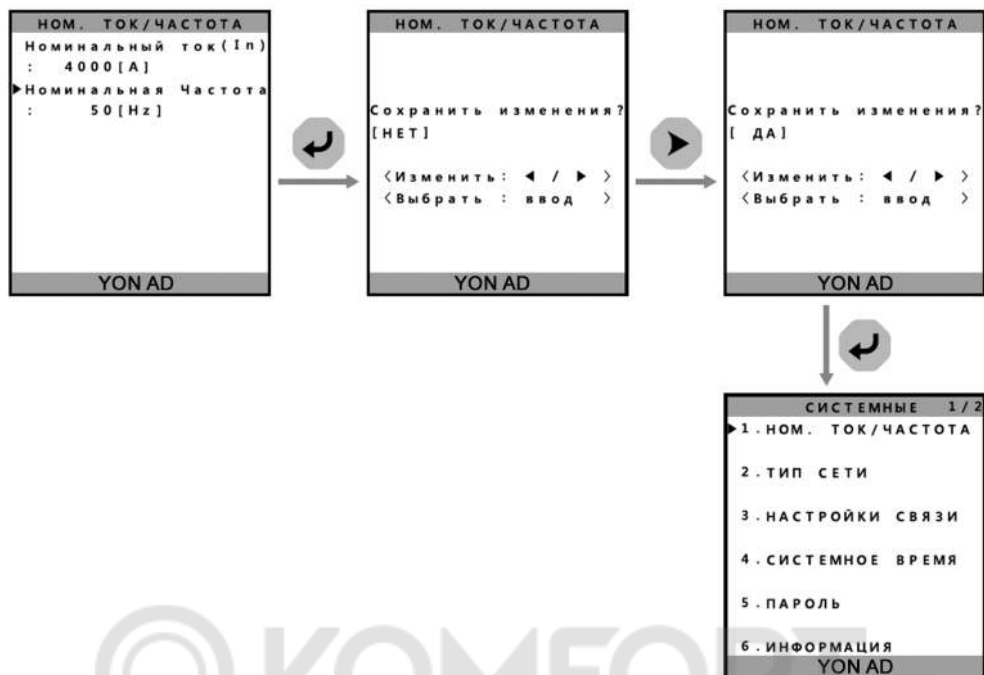 НОМ. ТОК/ЧАСТОТА
Номинальный ток(In)
: 4000[A]
▶Номинальная Частота
: 50[Hz]
YON AD
НОМ. ТОК/ЧАСТОТА
Сохранить изменения?
[НЕТ]
<Изменить: ◀ / ▶ >
<Выбрать : ввод >
YON AD
НОМ. ТОК/ЧАСТОТА
Сохранить изменения?
[ ДА]
<Изменить: ◀ / ▶ >
<Выбрать : ввод >
YON AD
СИСТЕМНЫЕ 1/2
▶1.НОМ. ТОК/ЧАСТОТА
2.ТИП СЕТИ
3.НАСТРОЙКИ СВЯЗИ
4.СИСТЕМНОЕ ВРЕМЯ
5.ПАРОЛЬ
6.ИНФОРМАЦИЯ
YON AD
KOMFORT